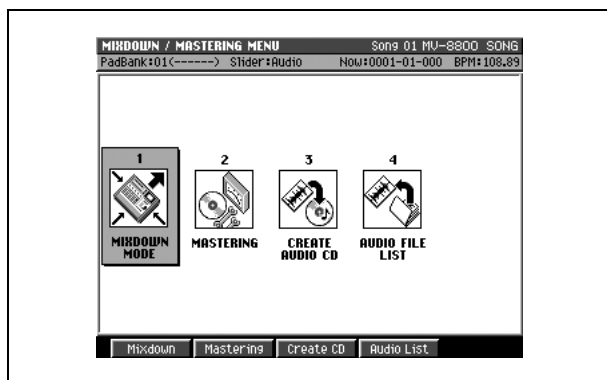 MIXDOWN / MASTERING MENU Song 01 MV-8800 SONG
PadBank:01(------) Slider:Audio Now:0001-01-000 BPM:108.89
1 2 3 4
MIXDOWN MODE
MASTERING
CREATE AUDIO CD
AUDIO FILE LIST
Mixdown Mastering Create CD Audio List